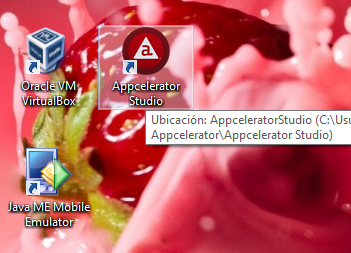 Oracle VM
VirtualBox
Appcelerator
Studio
Ubicación: AppceleratorStudio (C:\Usu
Appcelerator\Appcelerator Studio)
Java ME Mobile
Emulator